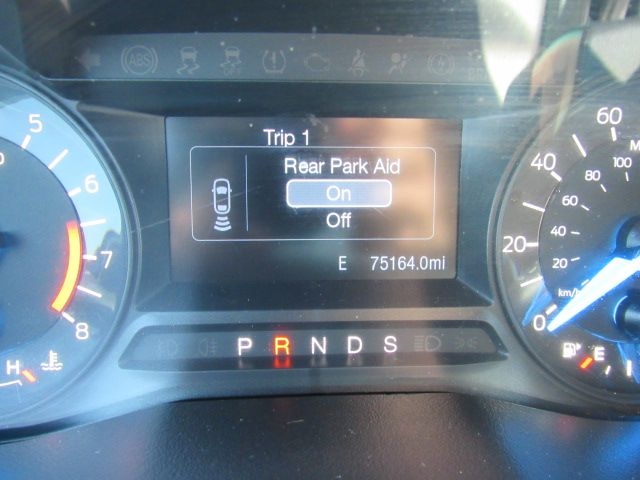 ABS
OFF
5
6
7
8
H
Trip 1
Rear Park Aid
On
Off
E 75164.0mi
P R N D S
60
40
20
0
100
80
60
40
20
km/h
M
E